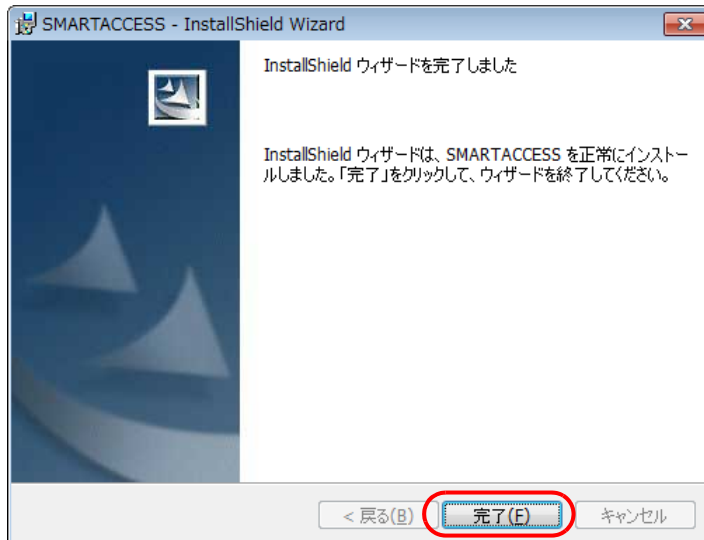 SMARTACCESS - InstallShield Wizard
InstallShield ウィザードを完了しました
InstallShield ウィザードは、SMARTACCESS を正常にインストー
ルしました。「完了」をクリックして、ウィザードを終了してください。
< 戻る(B)
完了(F)
キャンセル